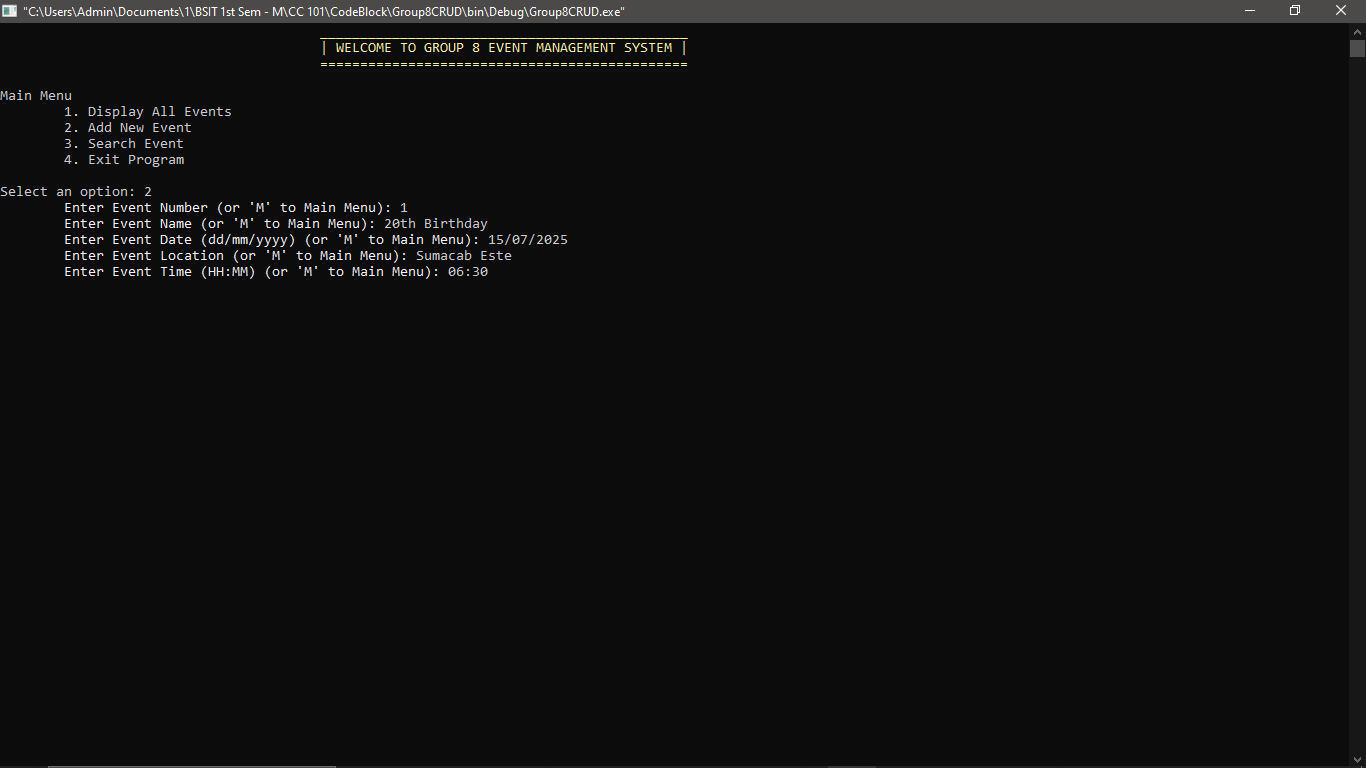 "C:\Users\Admin\Documents\1\BSIT 1st Sem - M\CC 101\CodeBlock\Group8CRUD\bin\Debug\Group8CRUD.exe"
______________________________________________
| WELCOME TO GROUP 8 EVENT MANAGEMENT SYSTEM |
==============================================
Main Menu
1. Display All Events
2. Add New Event
3. Search Event
4. Exit Program
Select an option: 2
Enter Event Number (or 'M' to Main Menu): 1
Enter Event Name (or 'M' to Main Menu): 20th Birthday
Enter Event Date (dd/mm/yyyy) (or 'M' to Main Menu): 15/07/2025
Enter Event Location (or 'M' to Main Menu): Sumacab Este
Enter Event Time (HH:MM) (or 'M' to Main Menu): 06:30